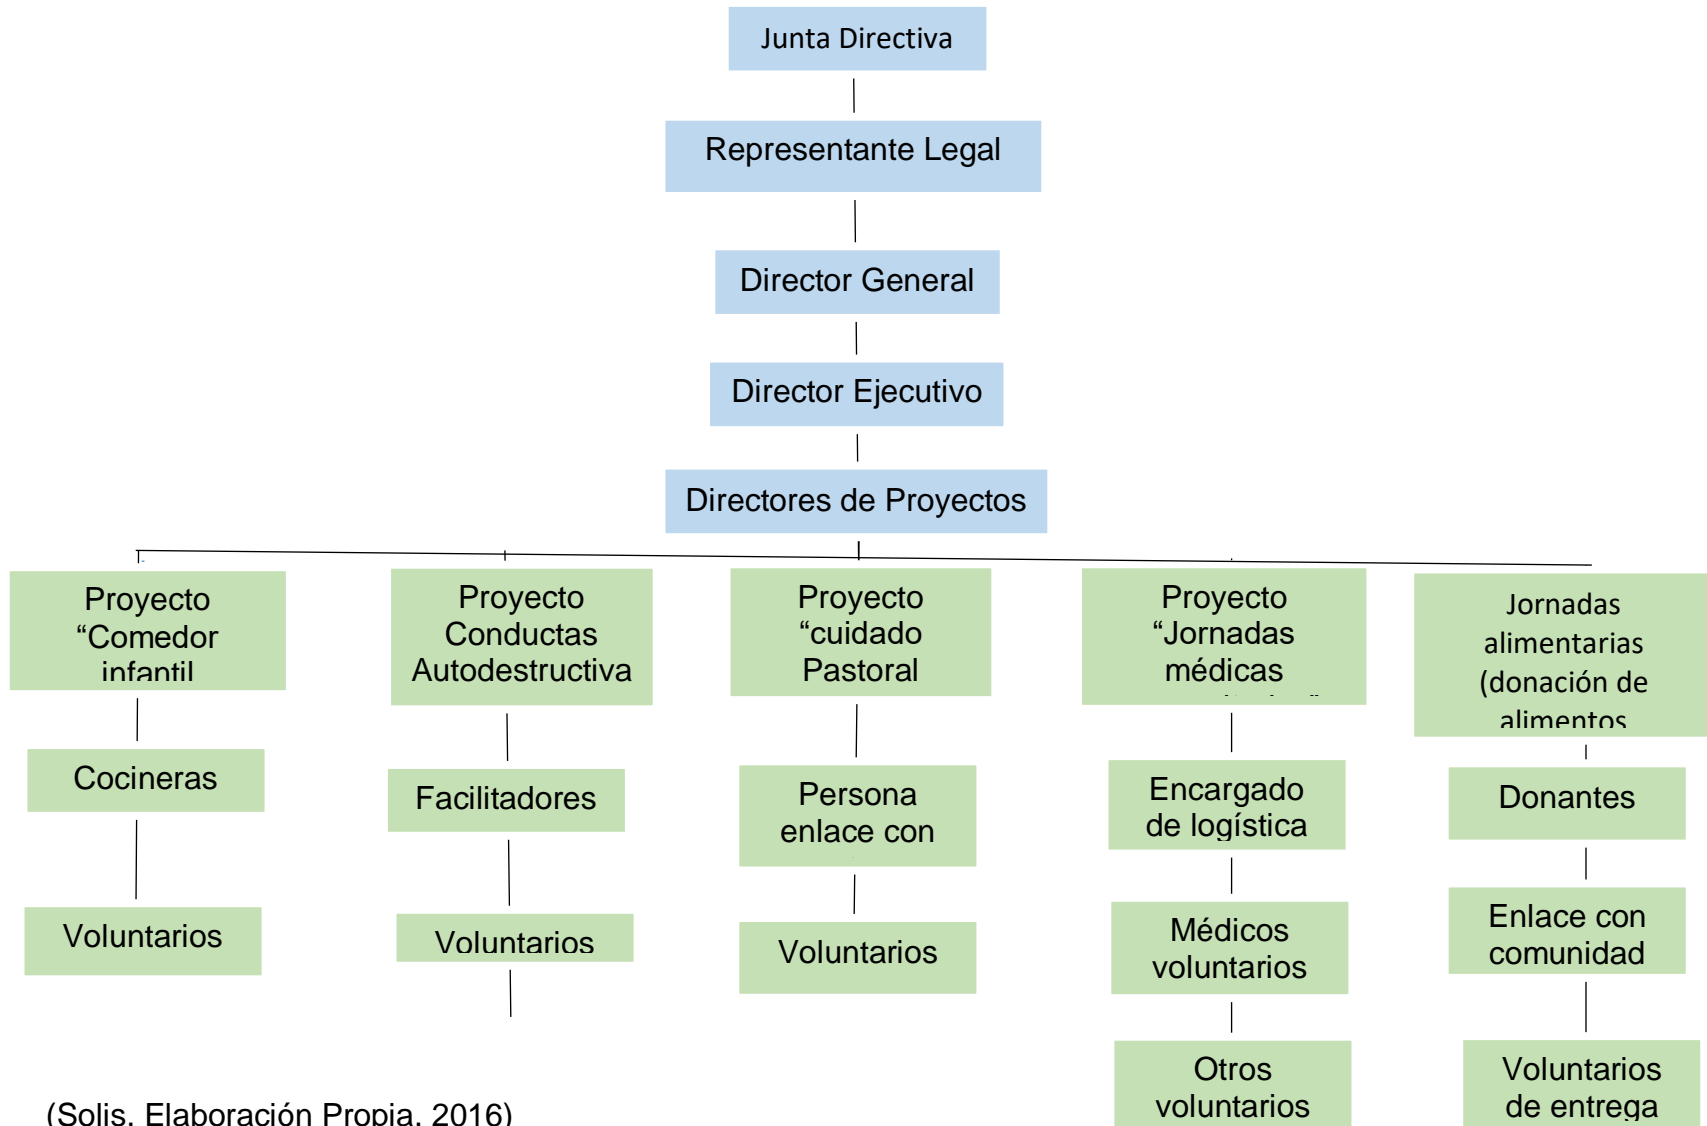 Junta Directiva
Representante Legal
Director General
Director Ejecutivo
Directores de Proyectos
Proyecto
“Comedor
infantil
Proyecto
Conductas
Autodestructiva
Proyecto
“cuidado
Pastoral
Proyecto
“Jornadas
médicas
Jornadas
alimentarias
(donación de
alimentos
Cocineras
Facilitadores
Persona
enlace con
Encargado
de logística
Donantes
Voluntarios
Voluntarios
Voluntarios
Médicos
voluntarios
Enlace con
comunidad
Otros
voluntarios
Voluntarios
de entrega
(Solis. Elaboración Propia. 2016)